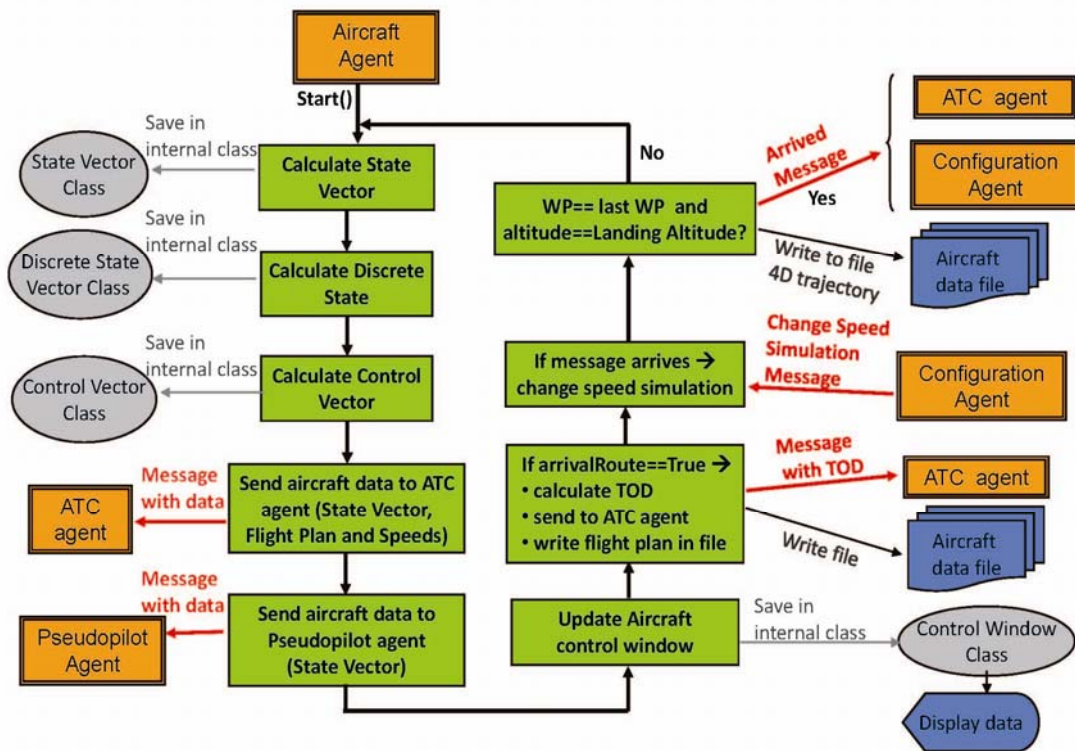 Aircraft
Agent
Start()
Save in
internal class
State Vector
Class
Calculate State
Vector
Save in
internal class
Discrete State
Vector Class
Calculate Discrete
State
Save in
internal class
Control Vector
Class
Calculate Control
Vector
Message
with data
ATC
agent
Send aircraft data to ATC
agent (State Vector,
Flight Plan and Speeds)
Message
with data
Pseudopilot
Agent
Send aircraft data to
Pseudopilot agent
(State Vector)
Update Aircraft
control window
Save in
internal class
Control Window
Class
Display data
If arrivalRoute==True →
• calculate TOD
• send to ATC agent
• write flight plan in file
Message
with TOD
ATC agent
Write file
Aircraft
data file
If message arrives →
change speed simulation
Change Speed
Simulation
Message
Configuration
Agent
WP== last WP and
altitude==Landing Altitude?
No
Arrived
Message
Yes
ATC agent
Configuration
Agent
Write to file
4D trajectory
Aircraft
data file